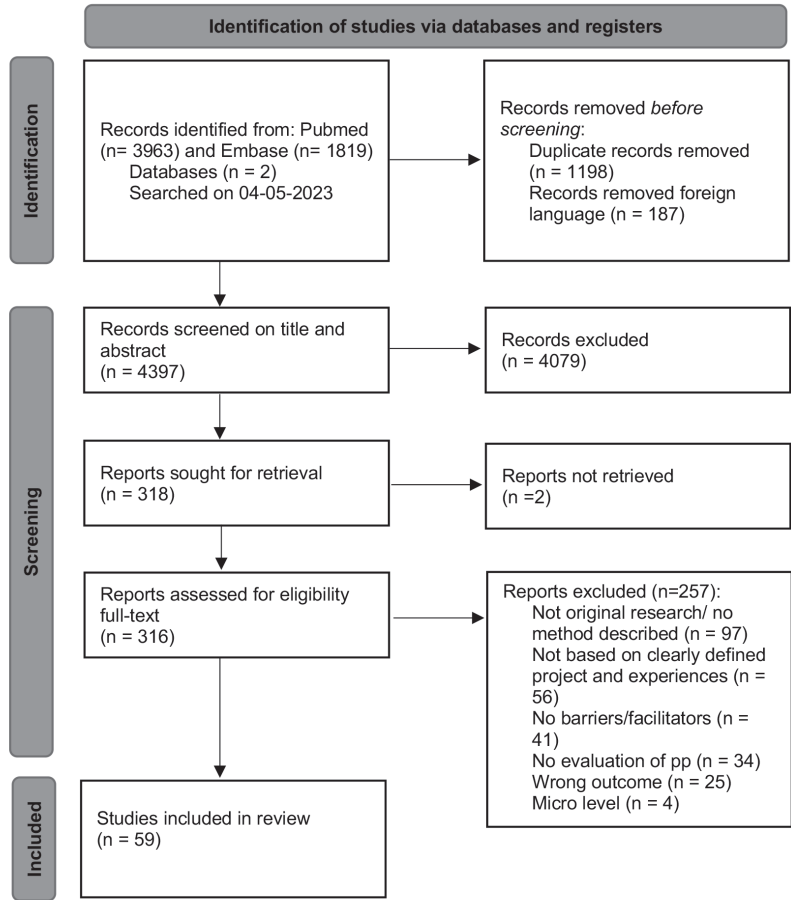 Identification of studies via databases and registers
Identification
Records identified from: Pubmed
(n= 3963) and Embase (n= 1819)
Databases (n = 2)
Searched on 04-05-2023
Records removed before
screening:
Duplicate records removed
(n = 1198)
Records removed foreign
language (n = 187)
Screening
Records screened on title and
abstract
(n = 4397)
Records excluded
(n = 4079)
Reports sought for retrieval
(n = 318)
Reports not retrieved
(n =2)
Reports assessed for eligibility
full-text
(n = 316)
Reports excluded (n=257):
Not original research/ no
method described (n = 97)
Not based on clearly defined
project and experiences (n =
56)
No barriers/facilitators (n =
41)
No evaluation of pp (n = 34)
Wrong outcome (n = 25)
Micro level (n = 4)
Included
Studies included in review
(n = 59)